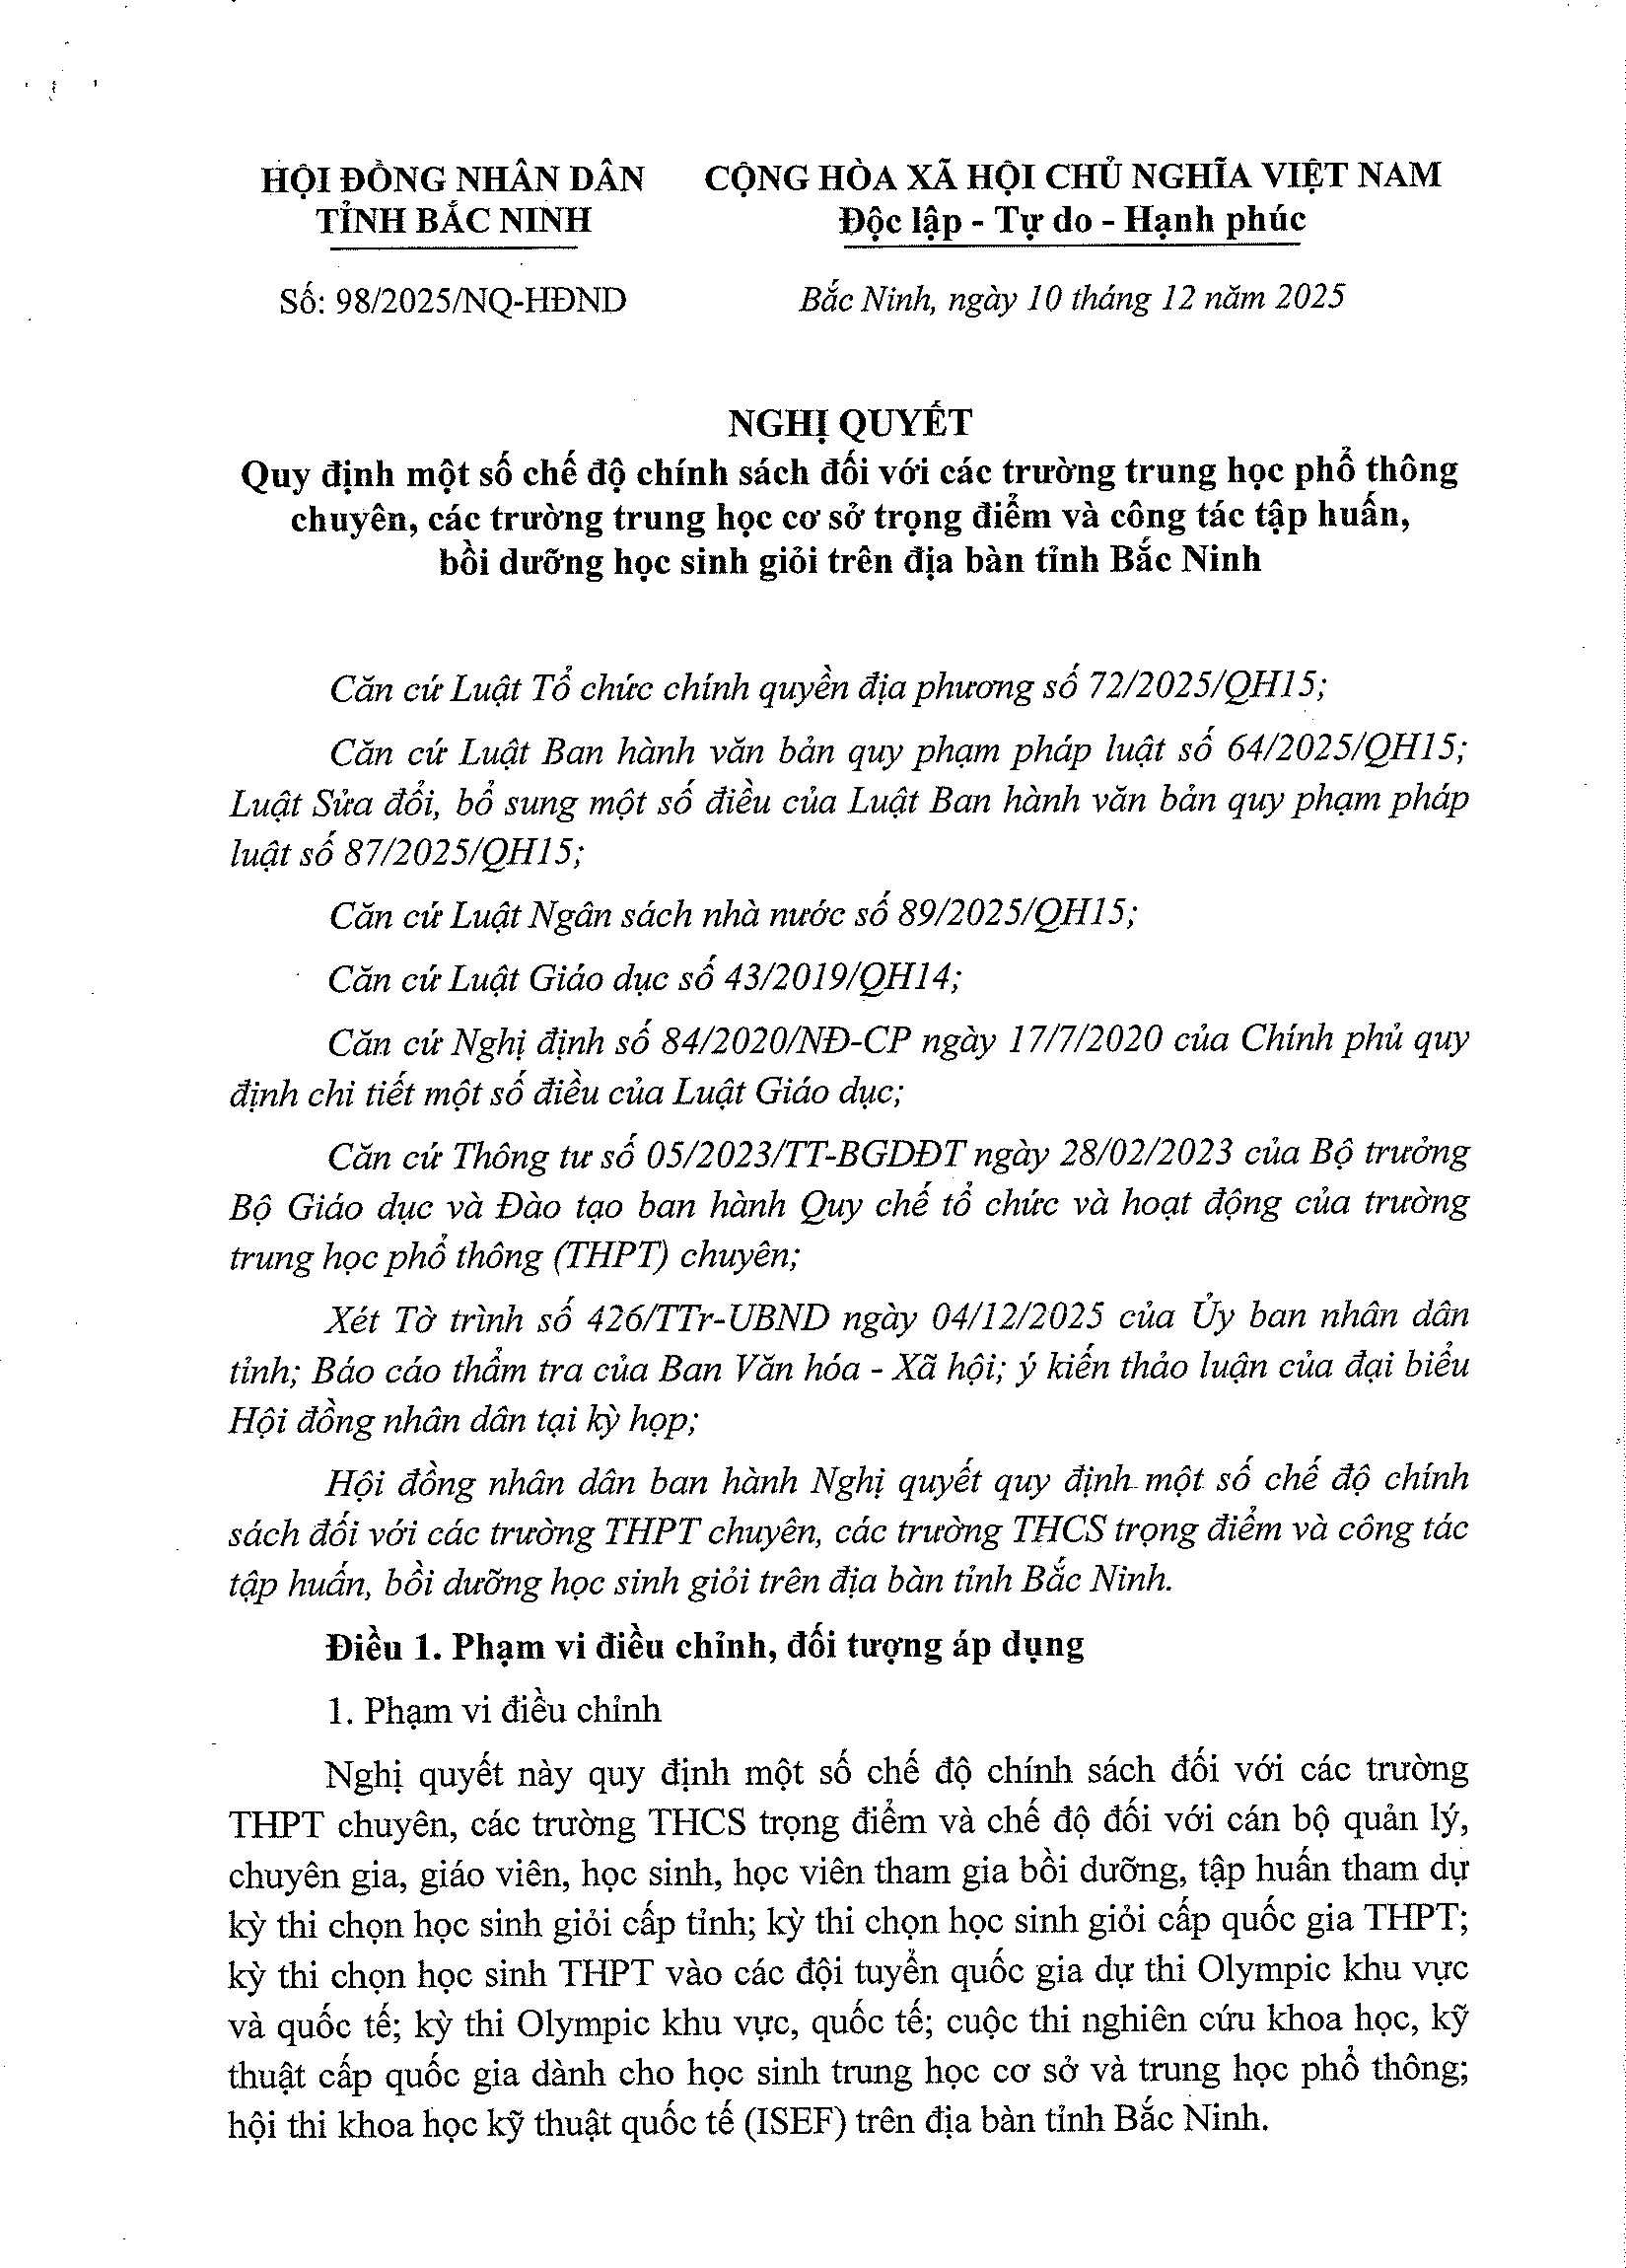 HỘI ĐỒNG NHÂN DÂN
TỈNH BẮC NINH
CỘNG HÒA XÃ HỘI CHỦ NGHĨA VIỆT NAM
Độc lập - Tự do - Hạnh phúc
Số: 98/2025/NQ-HĐND
Bắc Ninh, ngày 10 tháng 12 năm 2025
NGHỊ QUYẾT
Quy định một số chế độ chính sách đối với các trường trung học phổ thông
chuyên, các trường trung học cơ sở trọng điểm và công tác tập huấn,
bồi dưỡng học sinh giỏi trên địa bàn tỉnh Bắc Ninh
Căn cứ Luật Tổ chức chính quyền địa phương số 72/2025/QH15;
Căn cứ Luật Ban hành văn bản quy phạm pháp luật số 64/2025/QH15;
Luật Sửa đổi, bổ sung một số điều của Luật Ban hành văn bản quy phạm pháp
luật số 87/2025/QH15;
Căn cứ Luật Ngân sách nhà nước số 89/2025/QH15;
Căn cứ Luật Giáo dục số 43/2019/QH14;
Căn cứ Nghị định số 84/2020/NĐ-CP ngày 17/7/2020 của Chính phủ quy
định chi tiết một số điều của Luật Giáo dục;
Căn cứ Thông tư số 05/2023/TT-BGDĐT ngày 28/02/2023 của Bộ trưởng
Bộ Giáo dục và Đào tạo ban hành Quy chế tổ chức và hoạt động của trường
trung học phổ thông (THPT) chuyên;
Xét Tờ trình số 426/TTr-UBND ngày 04/12/2025 của Ủy ban nhân dân
tỉnh; Báo cáo thẩm tra của Ban Văn hóa - Xã hội; ý kiến thảo luận của đại biểu
Hội đồng nhân dân tại kỳ họp;
Hội đồng nhân dân ban hành Nghị quyết quy định một số chế độ chính
sách đối với các trường THPT chuyên, các trường THCS trọng điểm và công tác
tập huấn, bồi dưỡng học sinh giỏi trên địa bàn tỉnh Bắc Ninh.
Điều 1. Phạm vi điều chỉnh, đối tượng áp dụng
1. Phạm vi điều chỉnh
Nghị quyết này quy định một số chế độ chính sách đối với các trường
THPT chuyên, các trường THCS trọng điểm và chế độ đối với cán bộ quản lý,
chuyên gia, giáo viên, học sinh, học viên tham gia bồi dưỡng, tập huấn tham dự
kỳ thi chọn học sinh giỏi cấp tỉnh; kỳ thi chọn học sinh giỏi cấp quốc gia THPT;
kỳ thi chọn học sinh THPT vào các đội tuyển quốc gia dự thi Olympic khu vực
và quốc tế; kỳ thi Olympic khu vực, quốc tế; cuộc thi nghiên cứu khoa học, kỹ
thuật cấp quốc gia dành cho học sinh trung học cơ sở và trung học phổ thông;
hội thi khoa học kỹ thuật quốc tế (ISEF) trên địa bàn tỉnh Bắc Ninh.